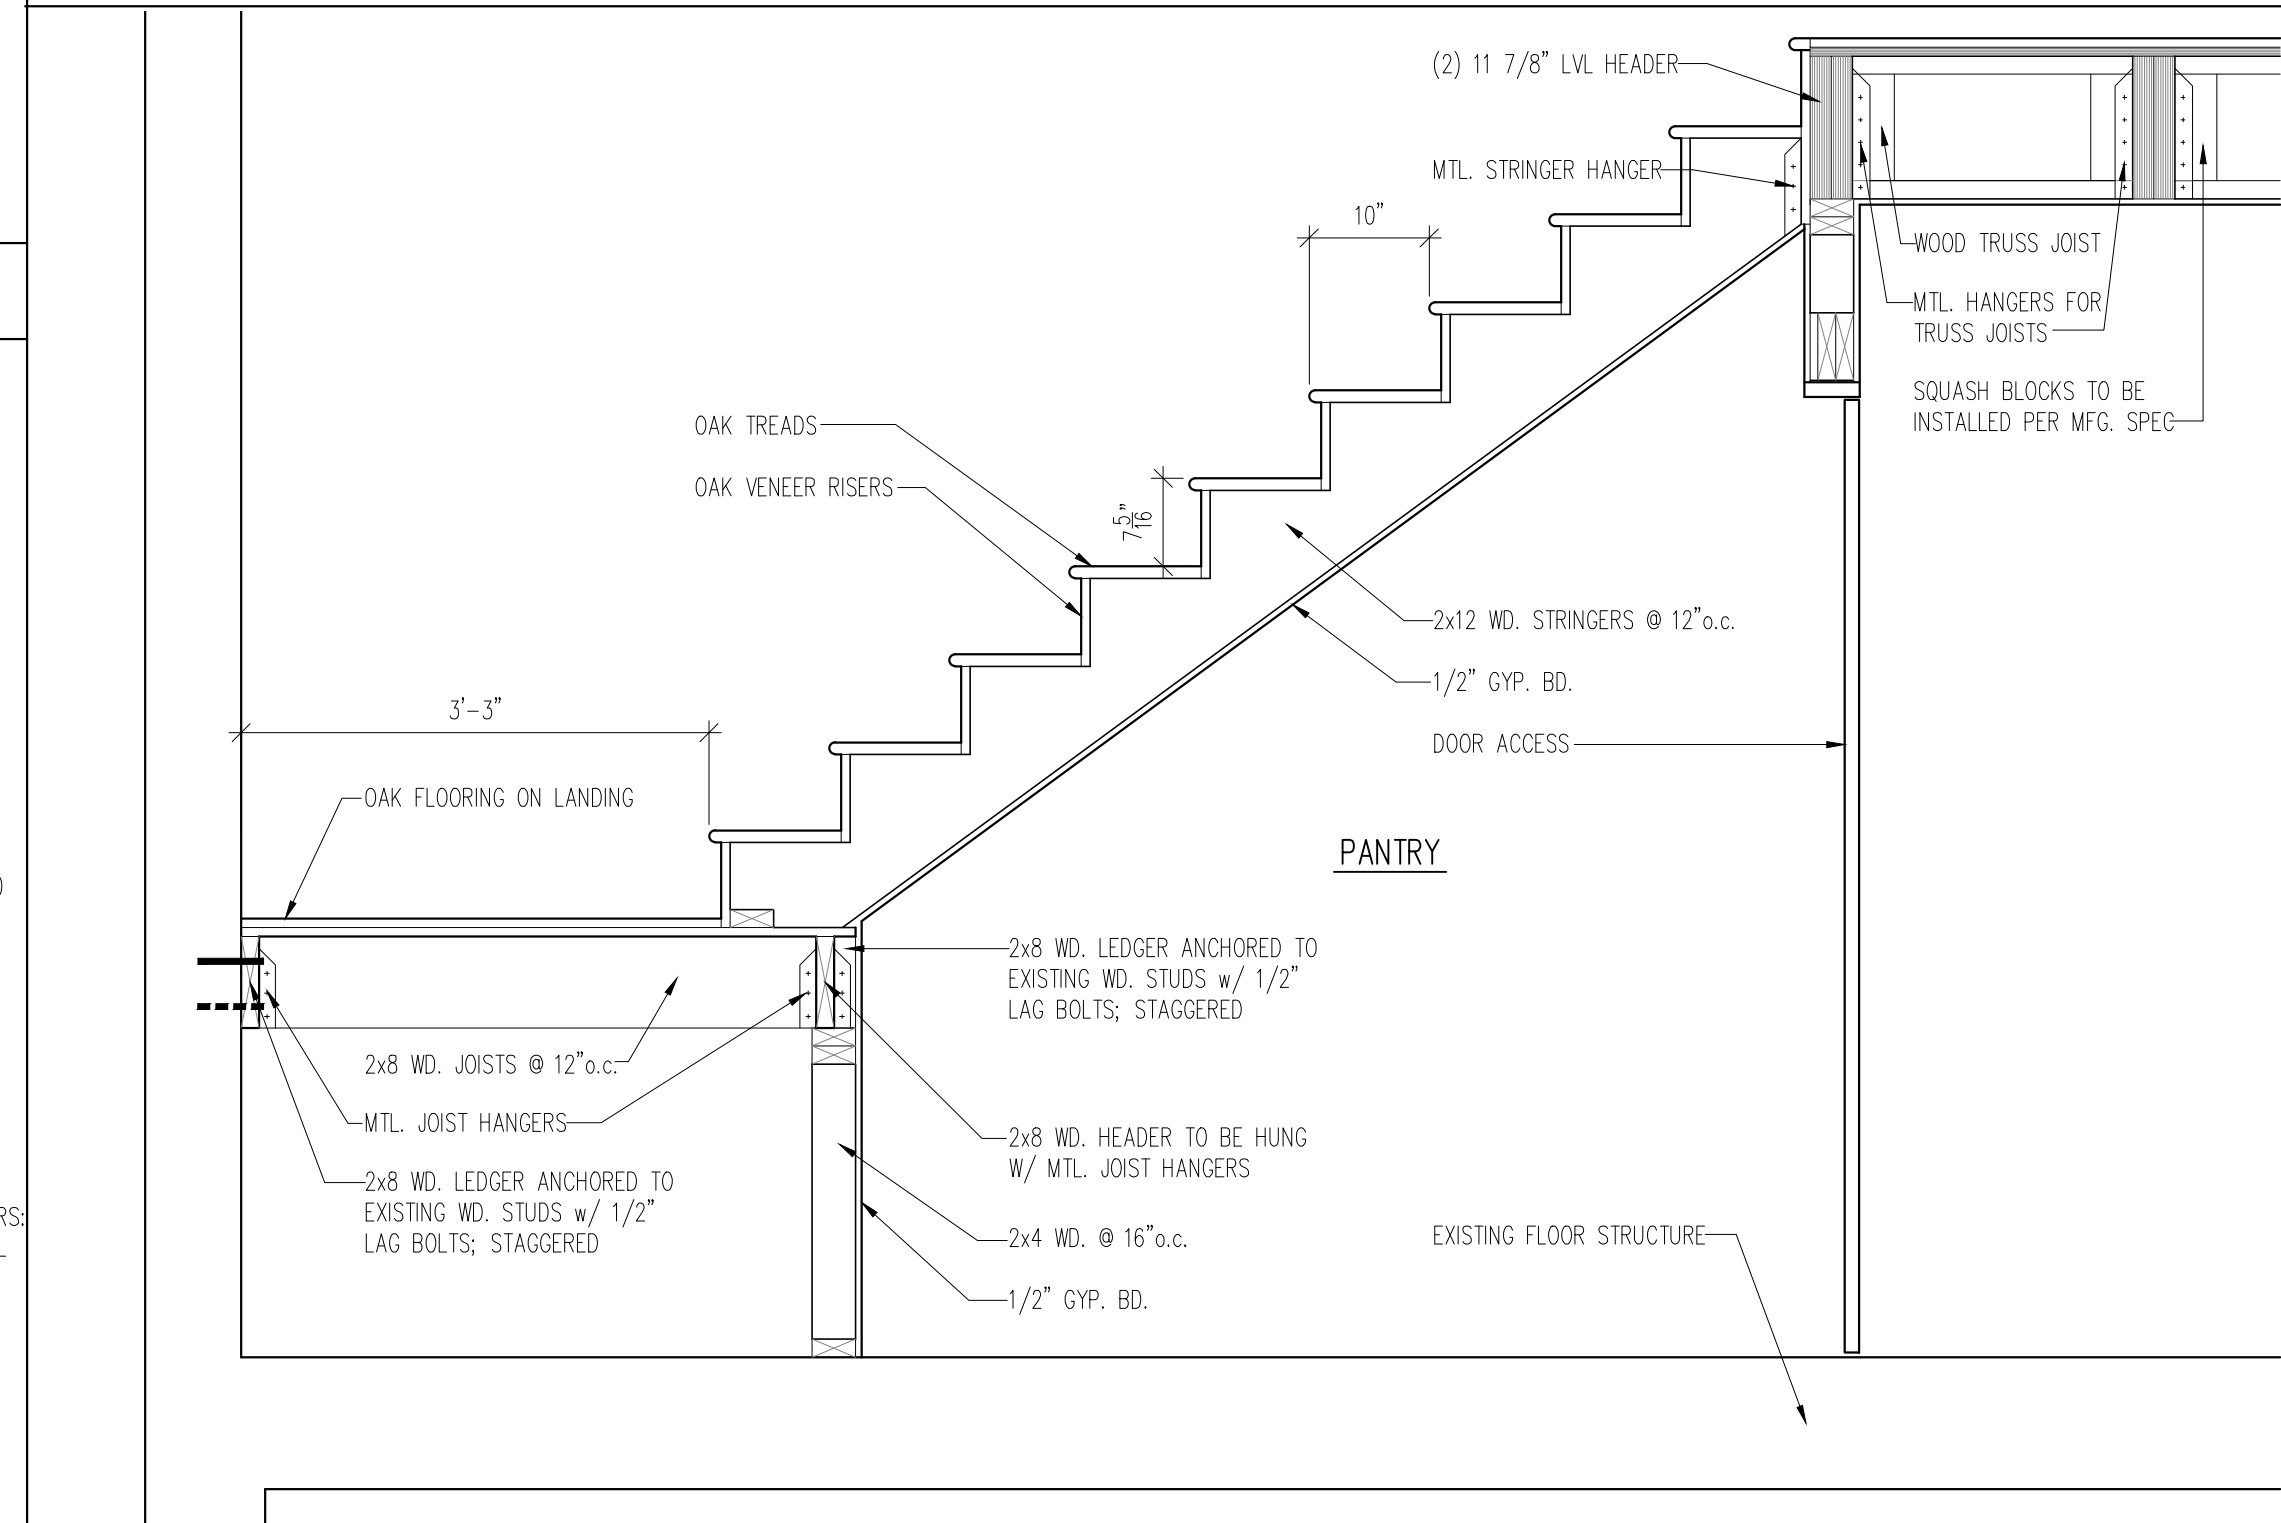 (2) 11 7/8" LVL HEADER
MTL. STRINGER HANGER
10"
WOOD TRUSS JOIST
MTL. HANGERS FOR
TRUSS JOISTS
SQUASH BLOCKS TO BE
INSTALLED PER MFG. SPEC
OAK TREADS
OAK VENEER RISERS
7 5/16"
2x12 WD. STRINGERS @ 12"o.c.
1/2" GYP. BD.
3'-3"
DOOR ACCESS
OAK FLOORING ON LANDING
PANTRY
2x8 WD. LEDGER ANCHORED TO
EXISTING WD. STUDS w/ 1/2"
LAG BOLTS; STAGGERED
2x8 WD. JOISTS @ 12"o.c.
MTL. JOIST HANGERS
2x8 WD. HEADER TO BE HUNG
W/ MTL. JOIST HANGERS
2x8 WD. LEDGER ANCHORED TO
EXISTING WD. STUDS w/ 1/2"
LAG BOLTS; STAGGERED
RS:
2x4 WD. @ 16"o.c.
EXISTING FLOOR STRUCTURE
1/2" GYP. BD.